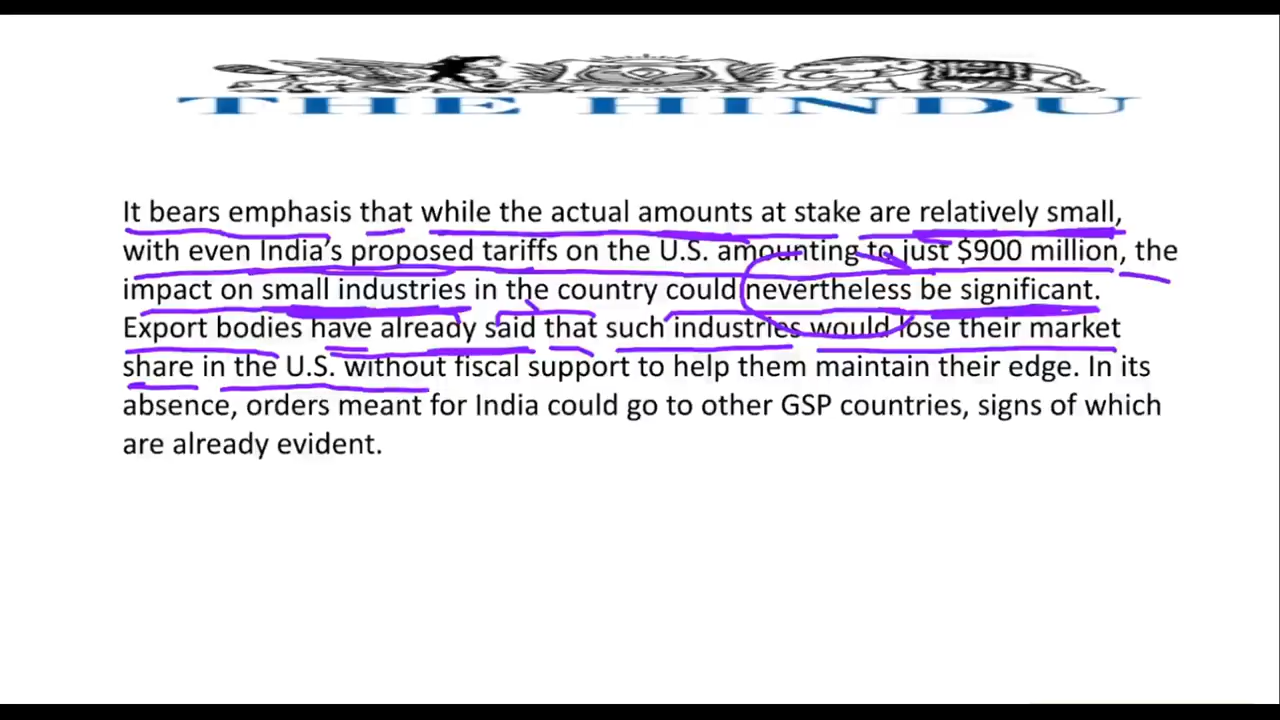 THE HINDU
It bears emphasis that while the actual amounts at stake are relatively small,
with even India’s proposed tariffs on the U.S. amounting to just $900 million, the
impact on small industries in the country could nevertheless be significant.
Export bodies have already said that such industries would lose their market
share in the U.S. without fiscal support to help them maintain their edge. In its
absence, orders meant for India could go to other GSP countries, signs of which
are already evident.